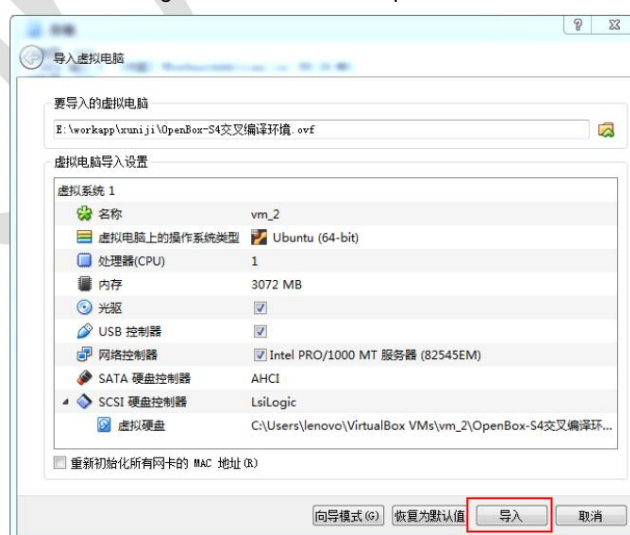 导入虚拟电脑
要导入的虚拟电脑
E:\workapp\xuniji\OpenBox-S4交叉编译环境.ovf
虚拟电脑导入设置
虚拟系统 1
名称 vm_2
虚拟电脑上的操作系统类型 Ubuntu (64-bit)
处理器(CPU) 1
内存 3072 MB
光驱
USB 控制器
网络控制器 Intel PRO/1000 MT 服务器 (82545EM)
SATA 硬盘控制器 AHCI
SCSI 硬盘控制器 LsiLogic
虚拟硬盘 C:\Users\lenovo\VirtualBox VMs\vm_2\OpenBox-S4交叉编译环...
重新初始化所有网卡的 MAC 地址(R)
向导模式(G) 恢复为默认值 导入 取消